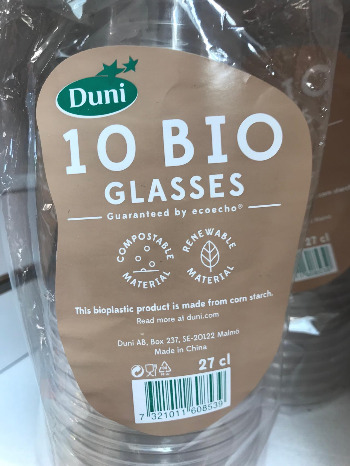 Duni
10 BIO
GLASSES
Guaranteed by ecoecho®
COMPOSTABLE MATERIAL
RENEWABLE MATERIAL
This bioplastic product is made from corn starch.
Read more at duni.com
Duni AB, Box 237, SE-20122 Malmö
Made in China
27 cl
7 321011 608539
27 cl